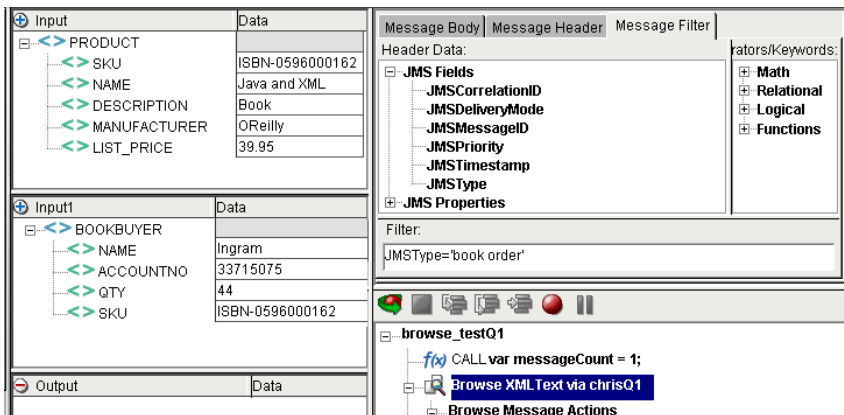 Input Data
PRODUCT
SKU ISBN-0596000162
NAME Java and XML
DESCRIPTION Book
MANUFACTURER OReilly
LIST_PRICE 39.95
Input1 Data
BOOKBUYER
NAME Ingram
ACCOUNTNO 33715075
QTY 44
SKU ISBN-0596000162
Output Data
Message Body Message Header Message Filter
Header Data:
JMS Fields
JMSCorrelationID
JMSDeliveryMode
JMSMessageID
JMSPriority
JMSTimestamp
JMSType
JMS Properties
rators/Keywords:
Math
Relational
Logical
Functions
Filter:
JMSType='book order'
browse_testQ1
f(x) CALL var messageCount = 1;
Browse XMLText via chrisQ1
Browse Message Actions